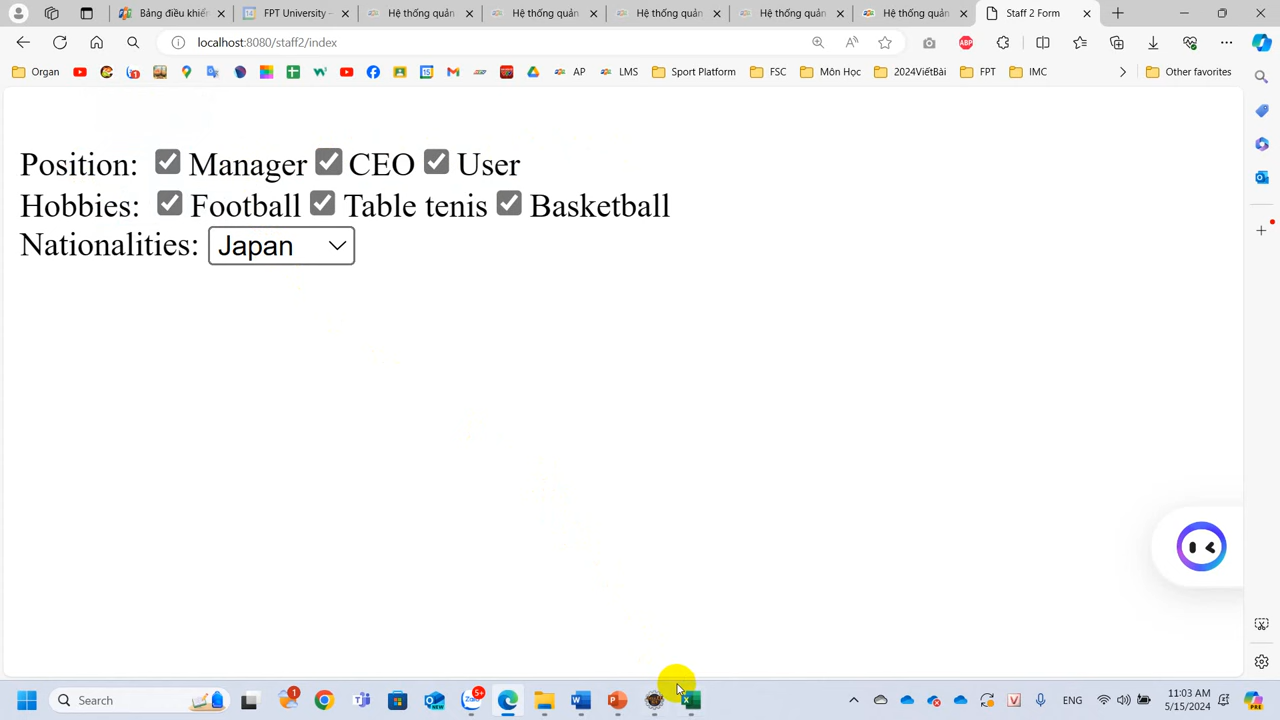 Bảng điều khiển
FPT University -
Hệ thống quản
Hệ thống quản
Hệ thống quản
Hệ thống quản
Hệ thống quản
Staff 2 Form
localhost:8080/staff2/index
Organ
AP
LMS
Sport Platform
FSC
Môn Học
2024ViếtBài
FPT
IMC
Other favorites
Position: Manager CEO User
Hobbies: Football Table tenis Basketball
Nationalities: Japan
Search
1
5+
ENG
11:03 AM
5/15/2024